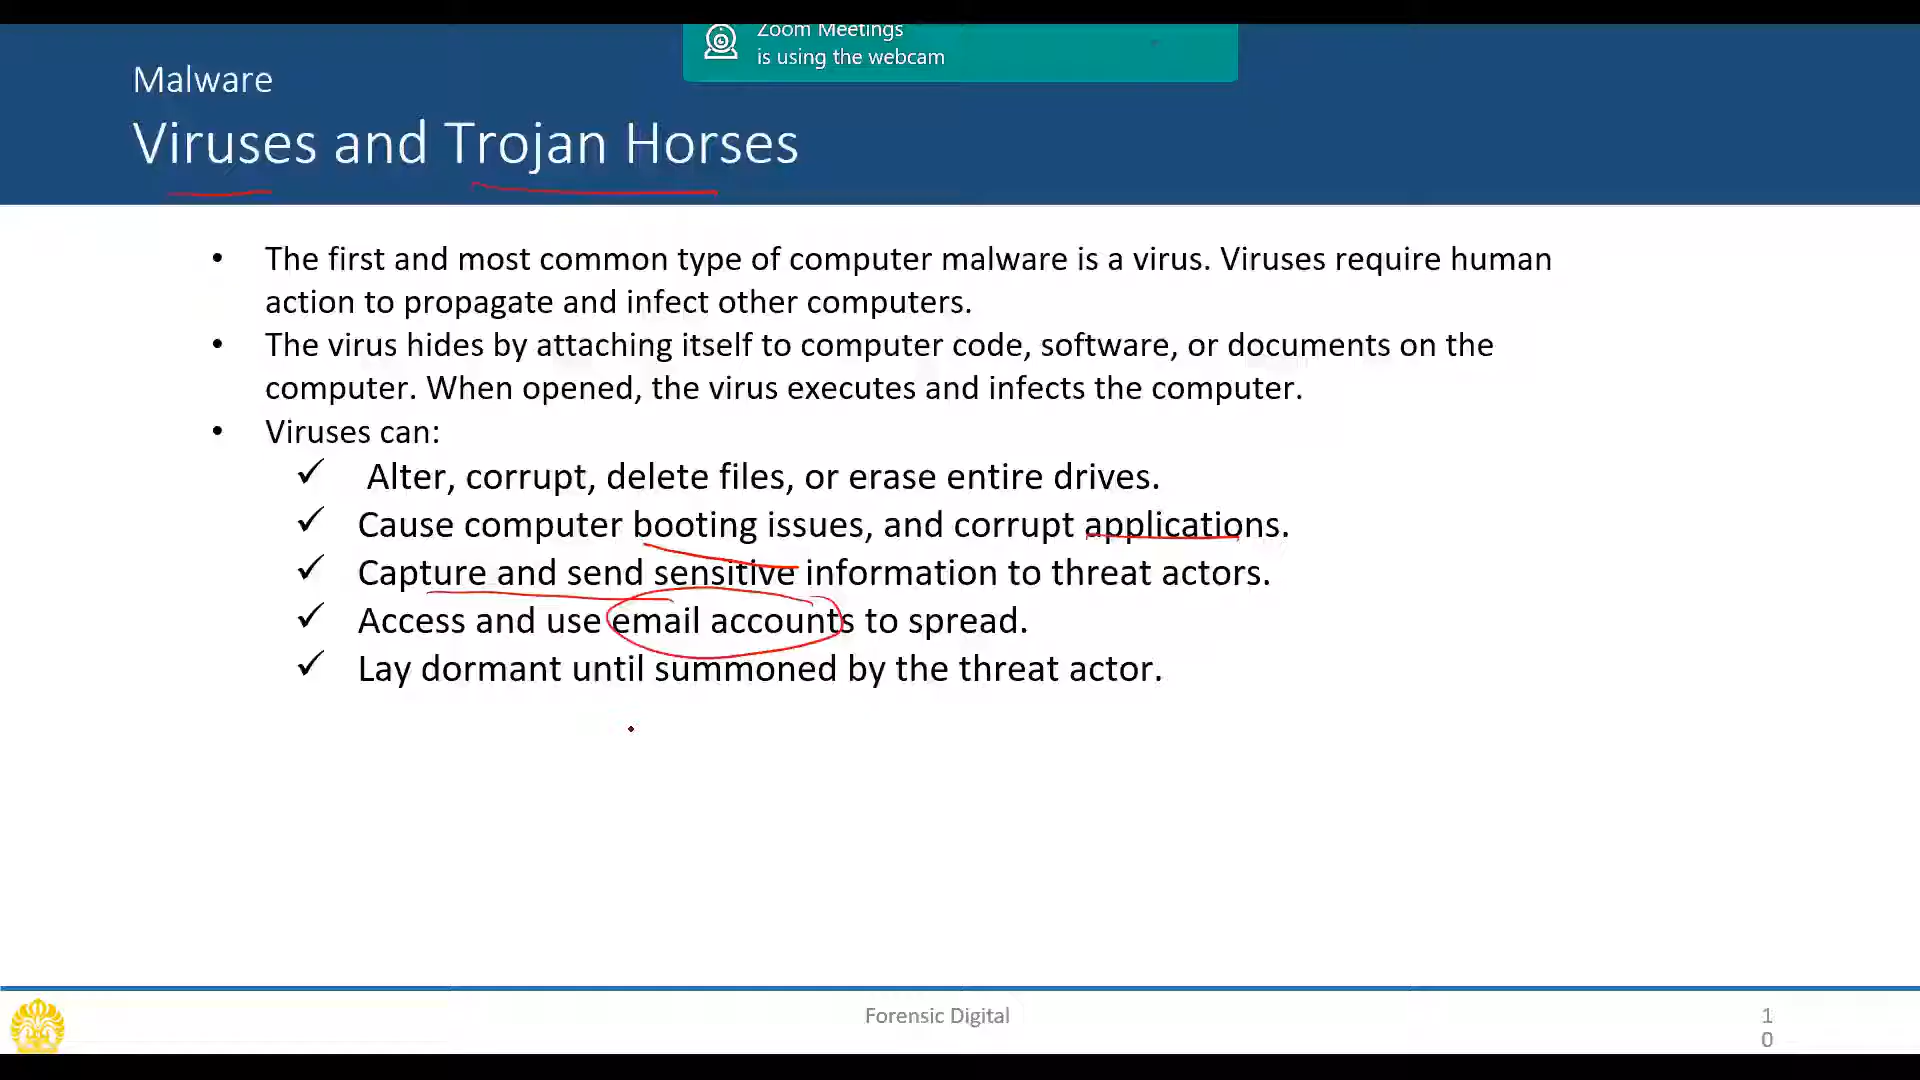 Zoom Meetings
is using the webcam
Malware
Viruses and Trojan Horses
• The first and most common type of computer malware is a virus. Viruses require human
action to propagate and infect other computers.
• The virus hides by attaching itself to computer code, software, or documents on the
computer. When opened, the virus executes and infects the computer.
• Viruses can:
✓ Alter, corrupt, delete files, or erase entire drives.
✓ Cause computer booting issues, and corrupt applications.
✓ Capture and send sensitive information to threat actors.
✓ Access and use email accounts to spread.
✓ Lay dormant until summoned by the threat actor.
Forensic Digital
1
0